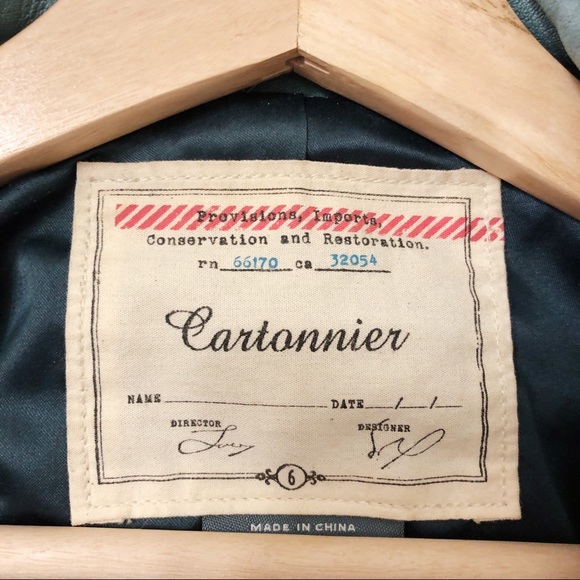 Provisions, Imports,
Conservation and Restoration.
rn 66170 ca 32054
Cartonnier
NAME DATE / /
DIRECTOR DESIGNER
6
MADE IN CHINA